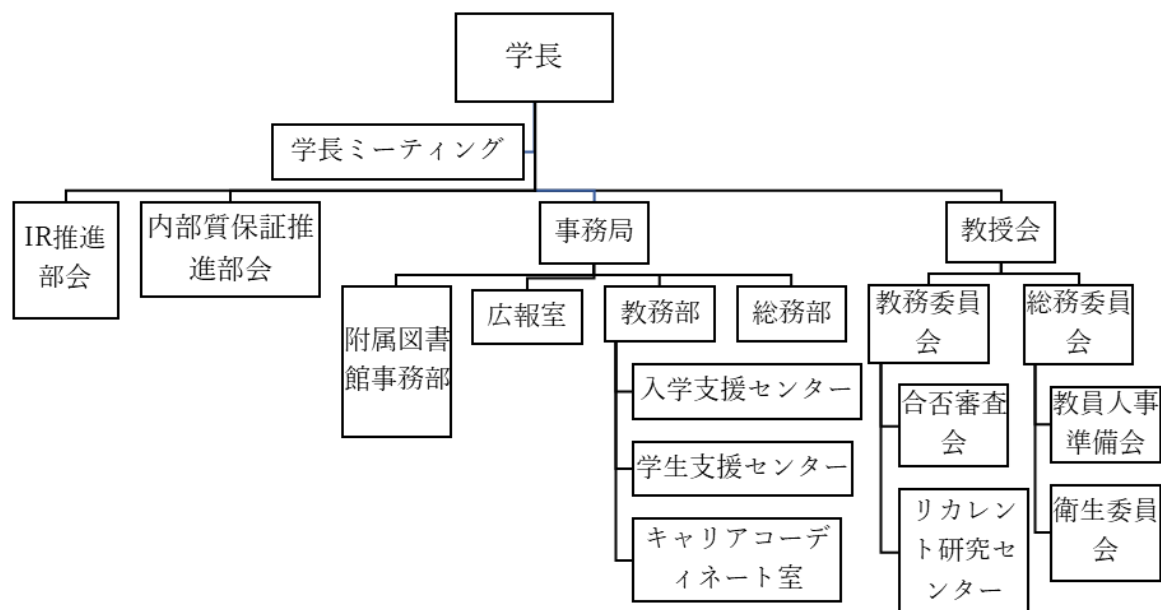 学長
学長ミーティング
IR推進
部会
内部質保証推
進部会
事務局
教授会
附属図書
館事務部
広報室
教務部
総務部
入学支援センター
学生支援センター
キャリアコーデ
ィネート室
教務委員
会
合否審査
会
リカレン
ト研究セ
ンター
総務委員
会
教員人事
準備会
衛生委員
会